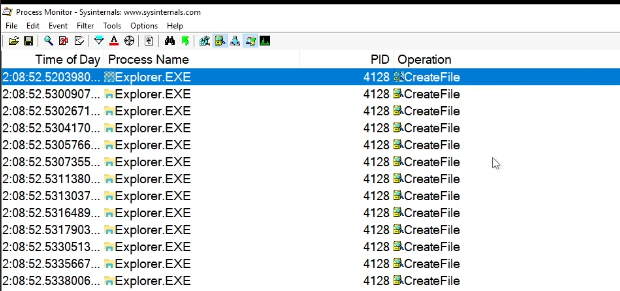 Process Monitor - Sysinternals: www.sysinternals.com
File Edit Event Filter Tools Options Help
Time of Day Process Name PID Operation
2:08:52.5203980... Explorer.EXE 4128 CreateFile
2:08:52.5300907... Explorer.EXE 4128 CreateFile
2:08:52.5302671... Explorer.EXE 4128 CreateFile
2:08:52.5304170... Explorer.EXE 4128 CreateFile
2:08:52.5305766... Explorer.EXE 4128 CreateFile
2:08:52.5307355... Explorer.EXE 4128 CreateFile
2:08:52.5311380... Explorer.EXE 4128 CreateFile
2:08:52.5313037... Explorer.EXE 4128 CreateFile
2:08:52.5316489... Explorer.EXE 4128 CreateFile
2:08:52.5317903... Explorer.EXE 4128 CreateFile
2:08:52.5330513... Explorer.EXE 4128 CreateFile
2:08:52.5335667... Explorer.EXE 4128 CreateFile
2:08:52.5338006... Explorer.EXE 4128 CreateFile